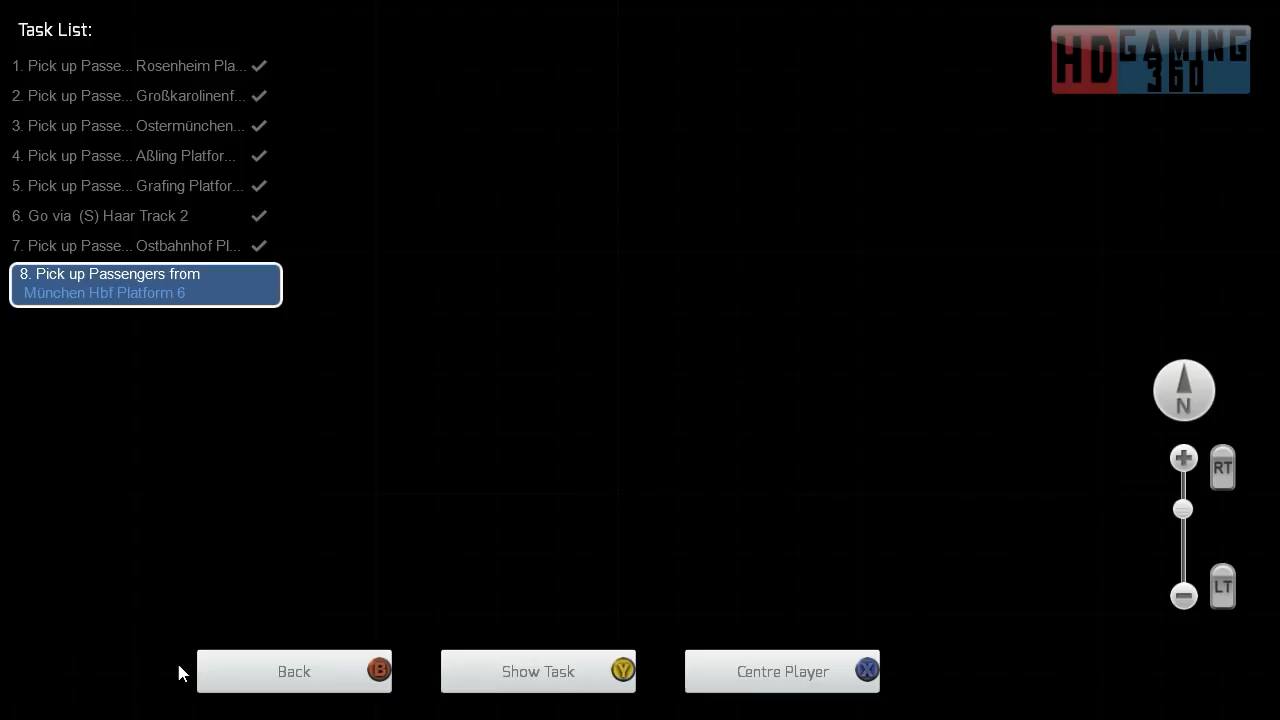 Task List:
HD GAMING 360
1. Pick up Passe... Rosenheim Pla...
2. Pick up Passe... Großkarolinenf...
3. Pick up Passe... Ostermünchen...
4. Pick up Passe... Aßling Platfor...
5. Pick up Passe... Grafing Platfor...
6. Go via (S) Haar Track 2
7. Pick up Passe... Ostbahnhof Pl...
8. Pick up Passengers from
München Hbf Platform 6
N
RT
LT
Back B
Show Task Y
Centre Player X